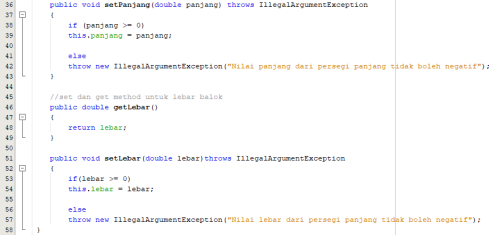 36 public void setPanjang(double panjang) throws IllegalArgumentException
37 {
38 if (panjang >= 0)
39 this.panjang = panjang;
40
41 else
42 throw new IllegalArgumentException("Nilai panjang dari persegi panjang tidak boleh negatif");
43 }
44
45 //set dan get method untuk lebar balok
46 public double getLebar()
47 {
48 return lebar;
49 }
50
51 public void setLebar(double lebar)throws IllegalArgumentException
52 {
53 if(lebar >= 0)
54 this.lebar = lebar;
55
56 else
57 throw new IllegalArgumentException("Nilai lebar dari persegi panjang tidak boleh negatif");
58 }